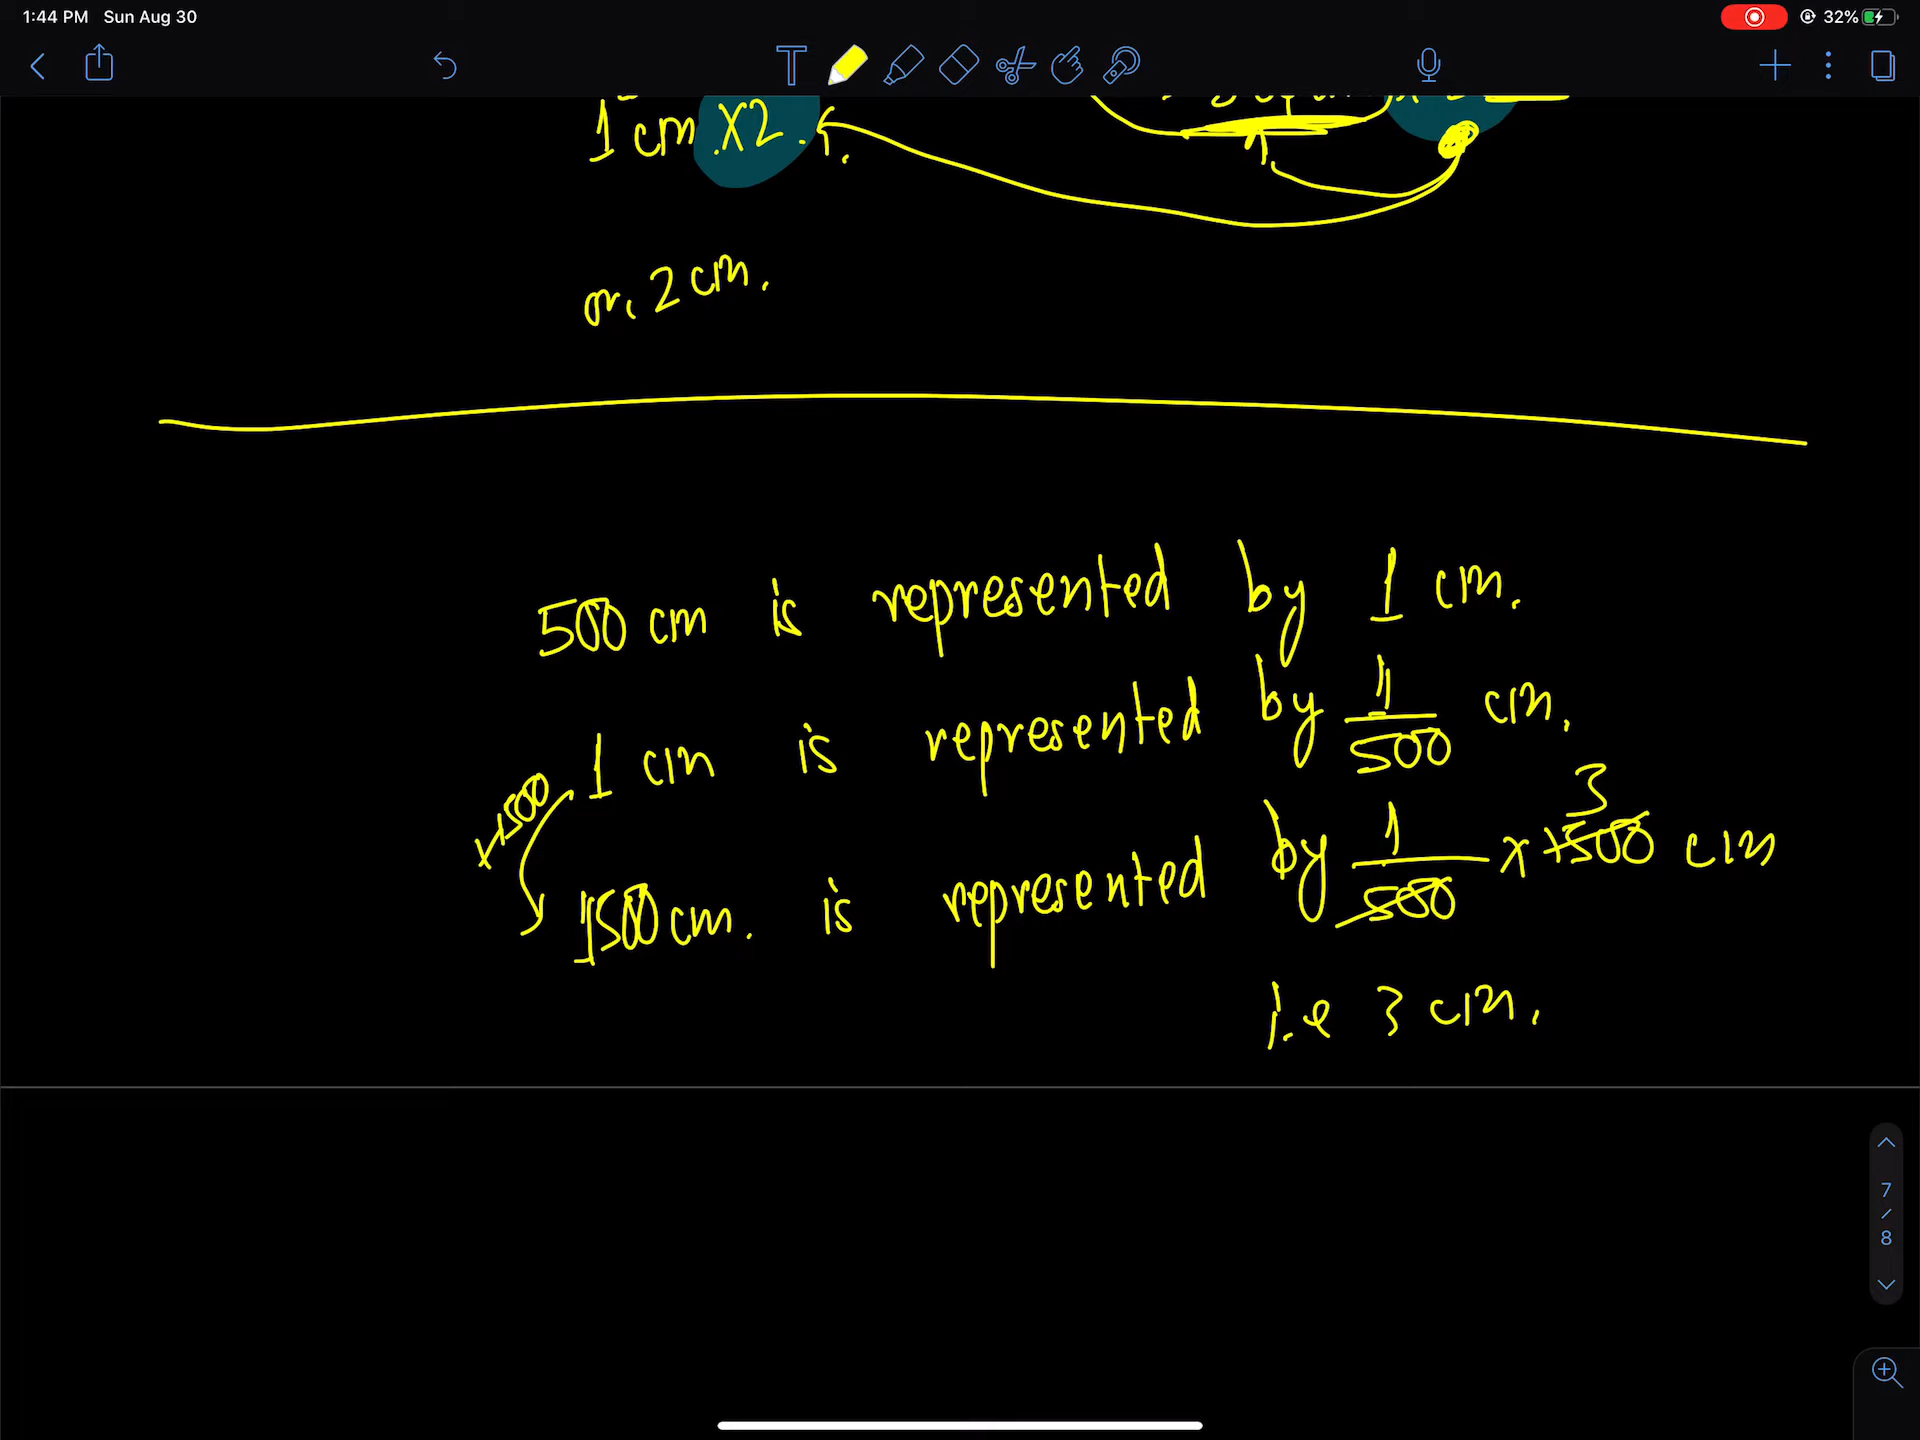 1:44 PM Sun Aug 30
32%
1 cm x2
or, 2 cm.
500 cm is represented by 1 cm.
1 cm is represented by 1/500 cm.
x1500
3
1500 cm. is represented by 1/500 x 1500 cm
i.e 3 cm.
7
/
8